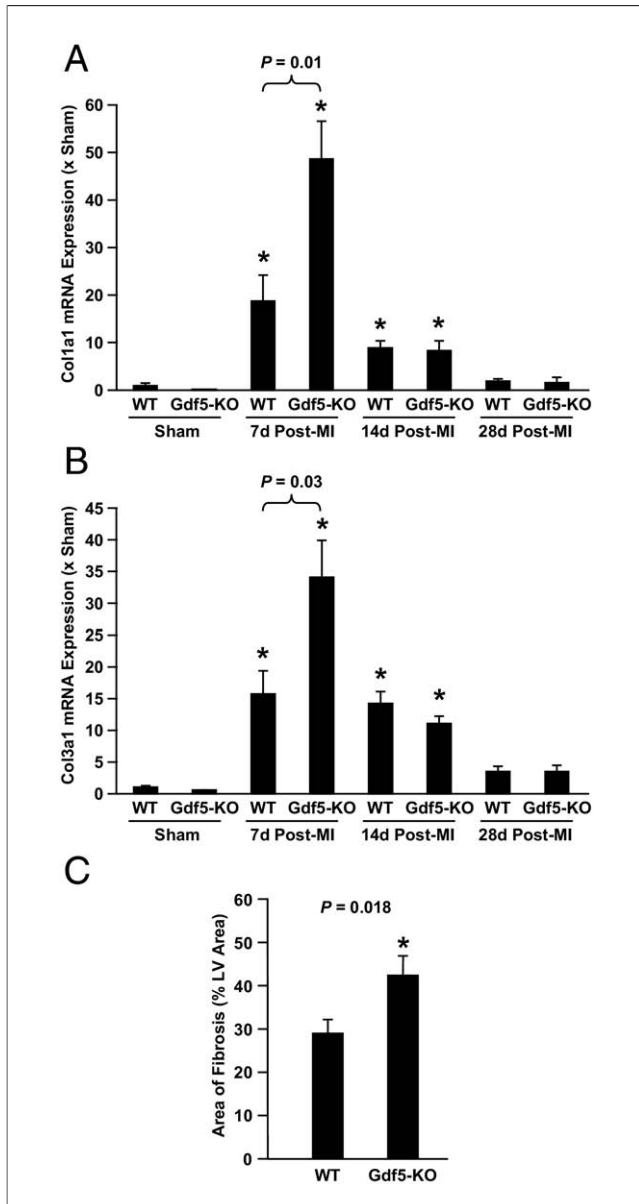 A
P = 0.01
Col1a1 mRNA Expression (x Sham)
60
50
40
30
20
10
0
*
*
*
*
WT Gdf5-KO WT Gdf5-KO WT Gdf5-KO WT Gdf5-KO
Sham 7d Post-MI 14d Post-MI 28d Post-MI
B
P = 0.03
Col3a1 mRNA Expression (x Sham)
45
40
35
30
25
20
15
10
5
0
*
*
*
*
WT Gdf5-KO WT Gdf5-KO WT Gdf5-KO WT Gdf5-KO
Sham 7d Post-MI 14d Post-MI 28d Post-MI
C
P = 0.018
Area of Fibrosis (% LV Area)
60
50
40
30
20
10
0
*
WT Gdf5-KO